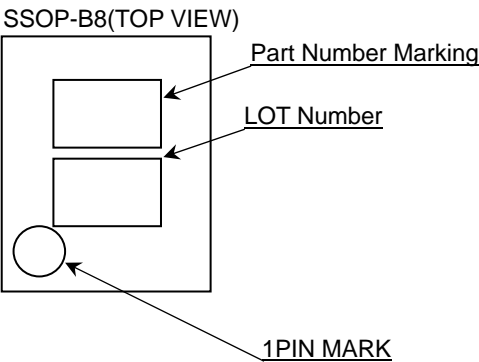 SSOP-B8(TOP VIEW)
Part Number Marking
LOT Number
1PIN MARK